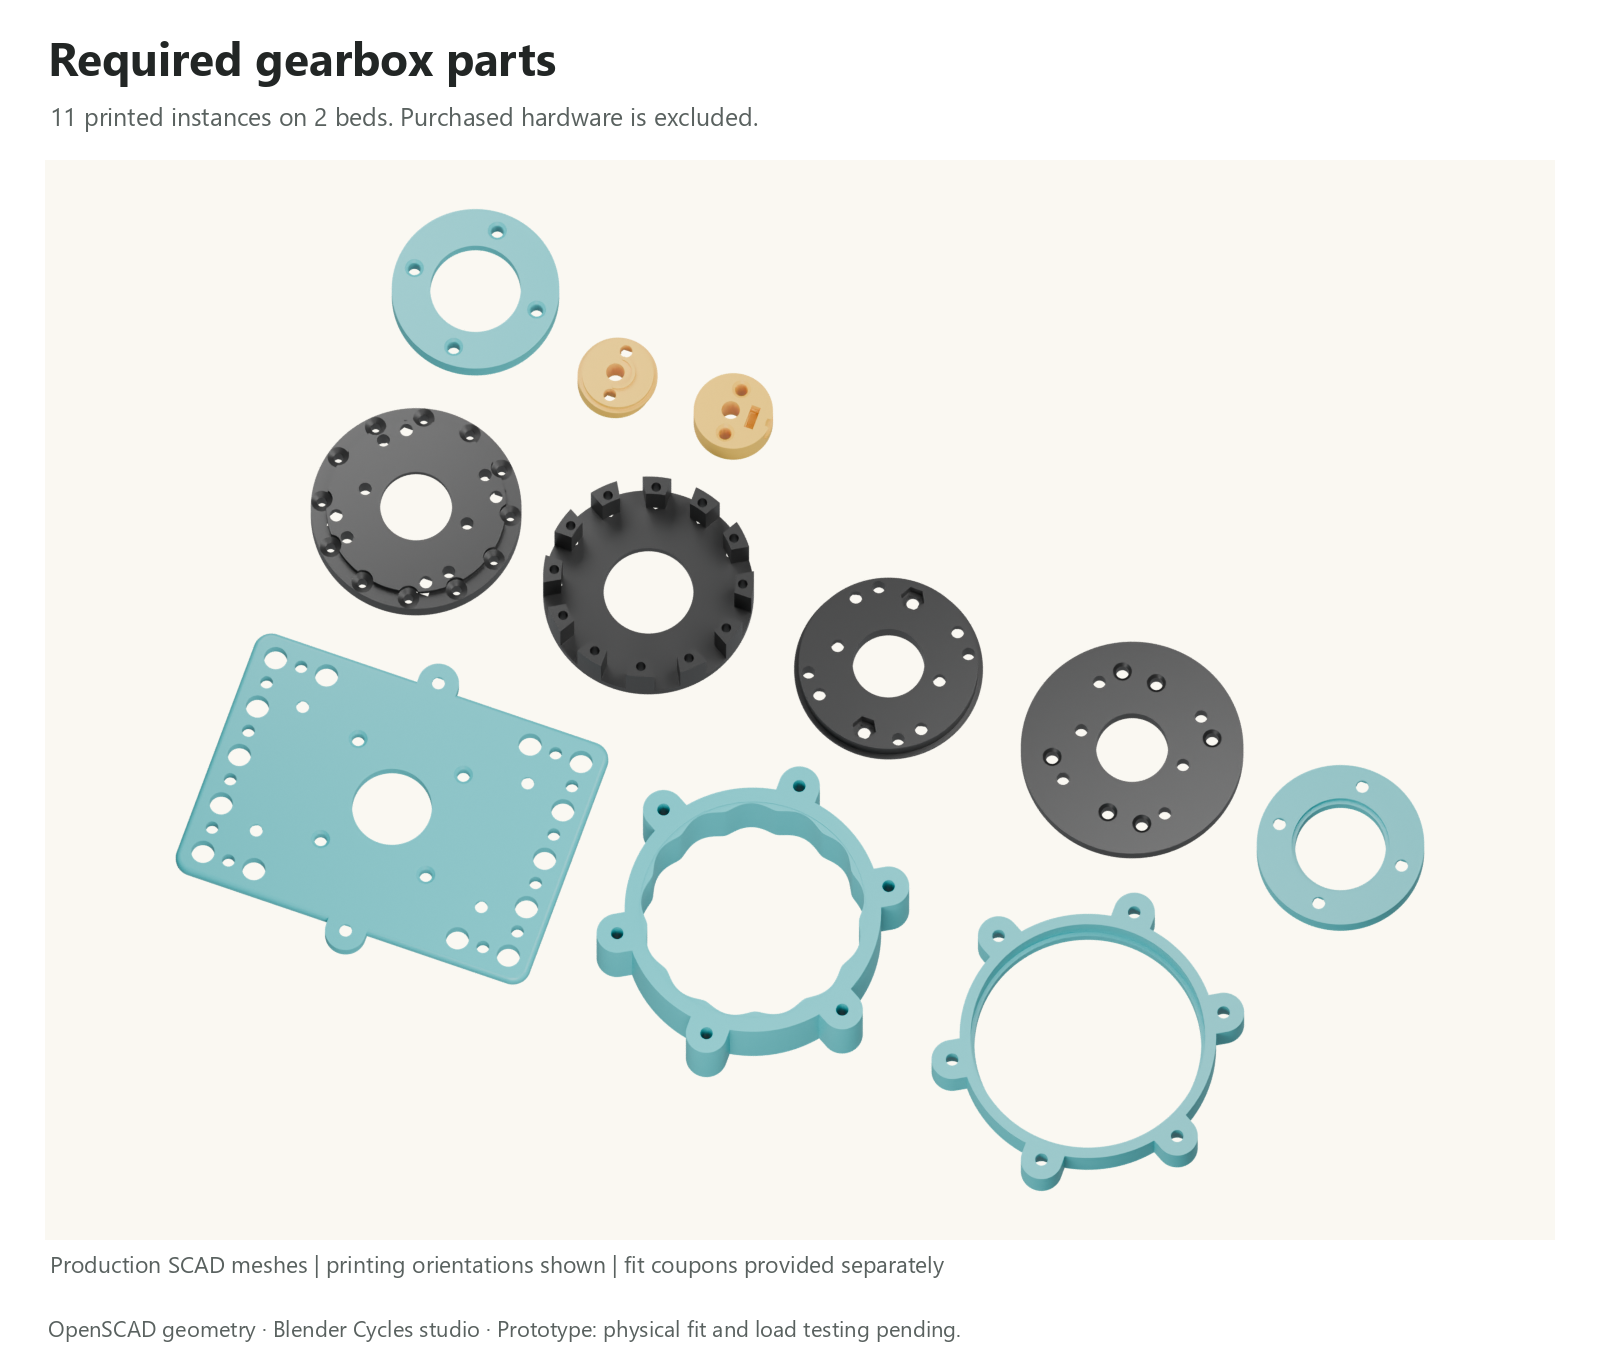 Required gearbox parts
11 printed instances on 2 beds. Purchased hardware is excluded.
Production SCAD meshes | printing orientations shown | fit coupons provided separately
OpenSCAD geometry · Blender Cycles studio · Prototype: physical fit and load testing pending.